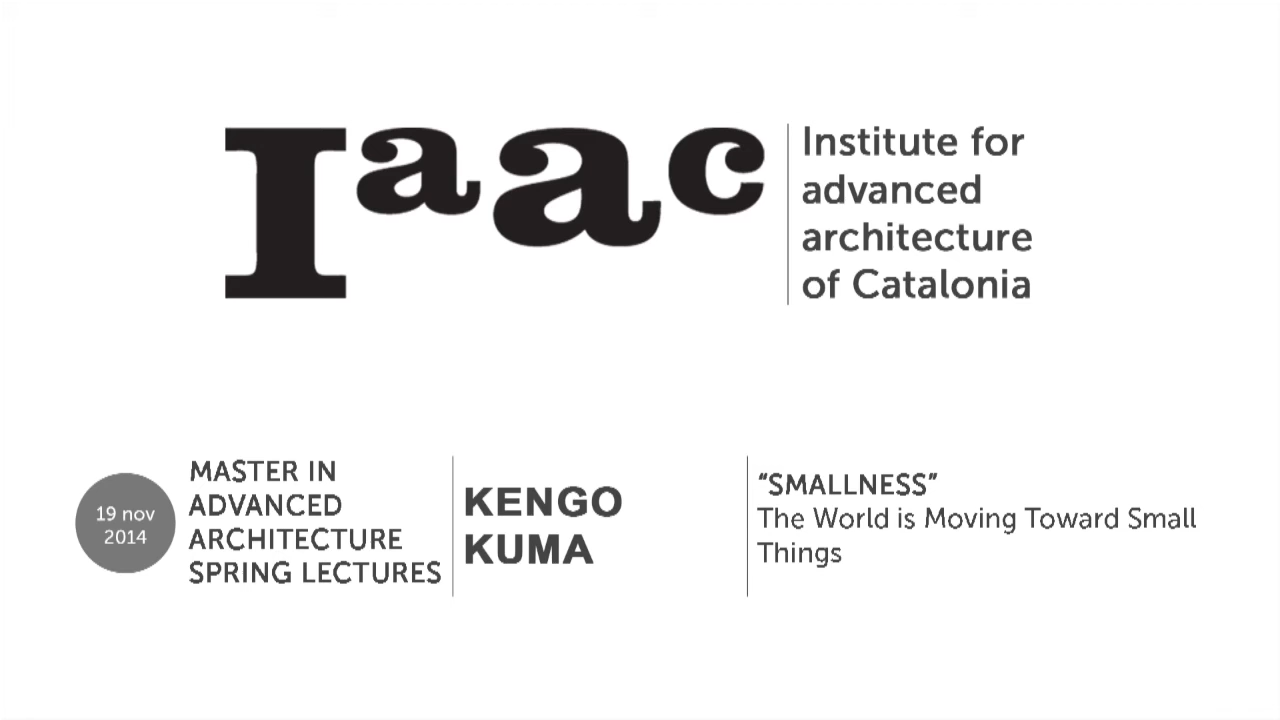 Iaac
Institute for
advanced
architecture
of Catalonia
19 nov
2014
MASTER IN
ADVANCED
ARCHITECTURE
SPRING LECTURES
KENGO
KUMA
“SMALLNESS”
The World is Moving Toward Small
Things